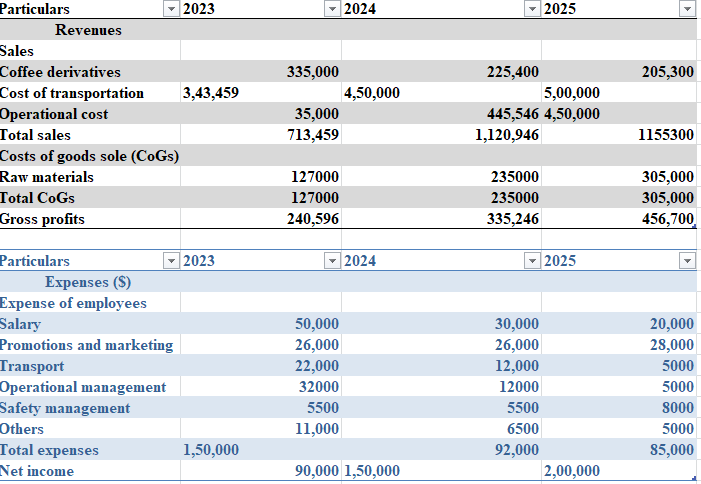 Particulars 2023 2024 2025
Revenues
Sales
Coffee derivatives 335,000 225,400 205,300
Cost of transportation 3,43,459 4,50,000 5,00,000
Operational cost 35,000 445,546 4,50,000
Total sales 713,459 1,120,946 1155300
Costs of goods sole (CoGs)
Raw materials 127000 235000 305,000
Total CoGs 127000 235000 305,000
Gross profits 240,596 335,246 456,700
Particulars 2023 2024 2025
Expenses ($)
Expense of employees
Salary 50,000 30,000 20,000
Promotions and marketing 26,000 26,000 28,000
Transport 22,000 12,000 5000
Operational management 32000 12000 5000
Safety management 5500 5500 8000
Others 11,000 6500 5000
Total expenses 1,50,000 92,000 85,000
Net income 90,000 1,50,000 2,00,000